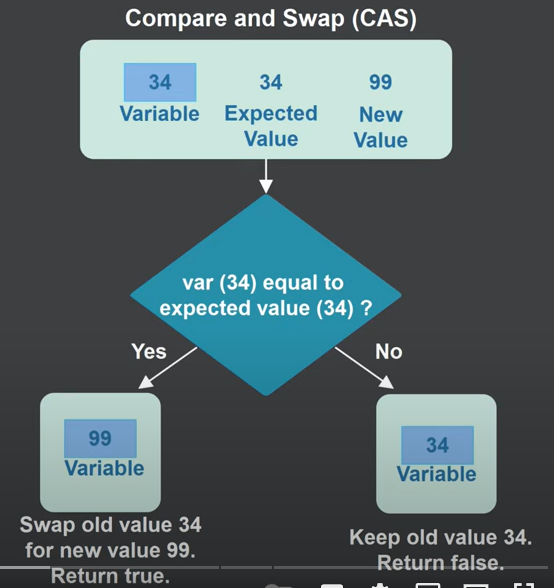 Compare and Swap (CAS)
34
Variable
34
Expected
Value
99
New
Value
var (34) equal to
expected value (34) ?
Yes
No
99
Variable
Swap old value 34
for new value 99.
Return true.
34
Variable
Keep old value 34.
Return false.